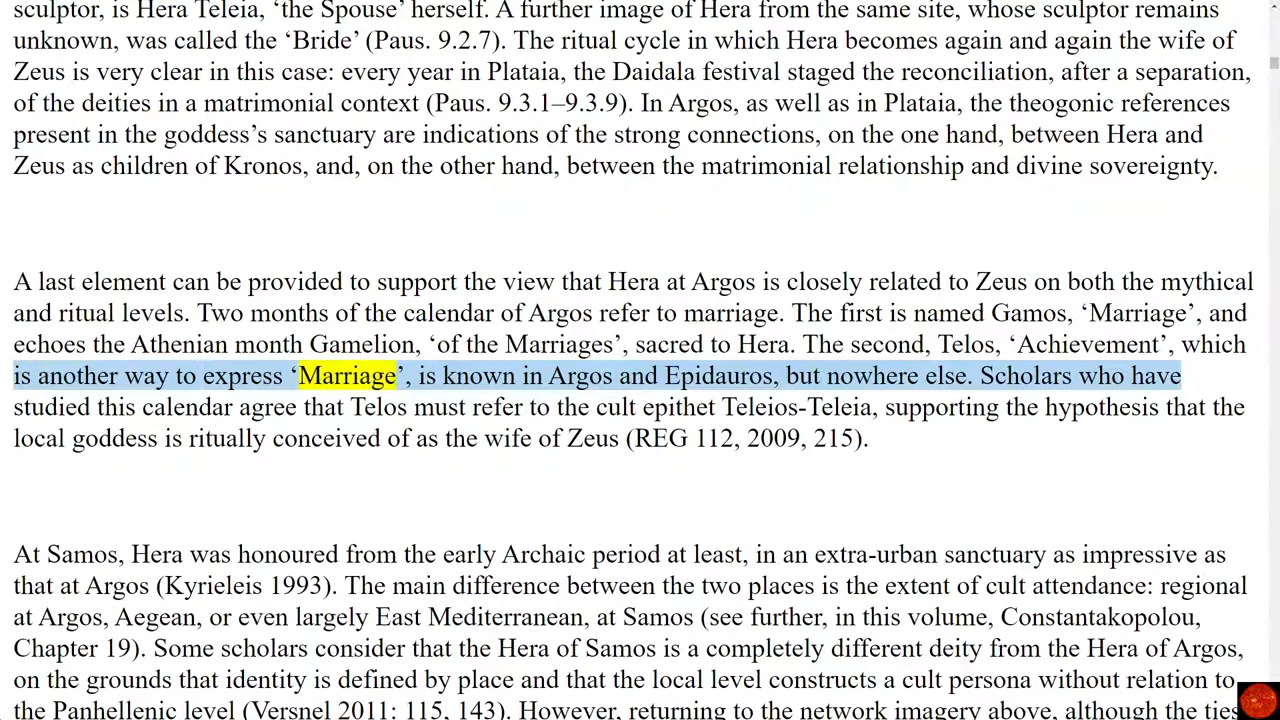 sculptor, is Hera Teleia, ‘the Spouse’ herself. A further image of Hera from the same site, whose sculptor remains
unknown, was called the ‘Bride’ (Paus. 9.2.7). The ritual cycle in which Hera becomes again and again the wife of
Zeus is very clear in this case: every year in Plataia, the Daidala festival staged the reconciliation, after a separation,
of the deities in a matrimonial context (Paus. 9.3.1–9.3.9). In Argos, as well as in Plataia, the theogonic references
present in the goddess’s sanctuary are indications of the strong connections, on the one hand, between Hera and
Zeus as children of Kronos, and, on the other hand, between the matrimonial relationship and divine sovereignty.
A last element can be provided to support the view that Hera at Argos is closely related to Zeus on both the mythical
and ritual levels. Two months of the calendar of Argos refer to marriage. The first is named Gamos, ‘Marriage’, and
echoes the Athenian month Gamelion, ‘of the Marriages’, sacred to Hera. The second, Telos, ‘Achievement’, which
is another way to express ‘Marriage’, is known in Argos and Epidauros, but nowhere else. Scholars who have
studied this calendar agree that Telos must refer to the cult epithet Teleios-Teleia, supporting the hypothesis that the
local goddess is ritually conceived of as the wife of Zeus (REG 112, 2009, 215).
At Samos, Hera was honoured from the early Archaic period at least, in an extra-urban sanctuary as impressive as
that at Argos (Kyrieleis 1993). The main difference between the two places is the extent of cult attendance: regional
at Argos, Aegean, or even largely East Mediterranean, at Samos (see further, in this volume, Constantakopolou,
Chapter 19). Some scholars consider that the Hera of Samos is a completely different deity from the Hera of Argos,
on the grounds that identity is defined by place and that the local level constructs a cult persona without relation to
the Panhellenic level (Versnel 2011: 115, 143). However, returning to the network imagery above, although the ties